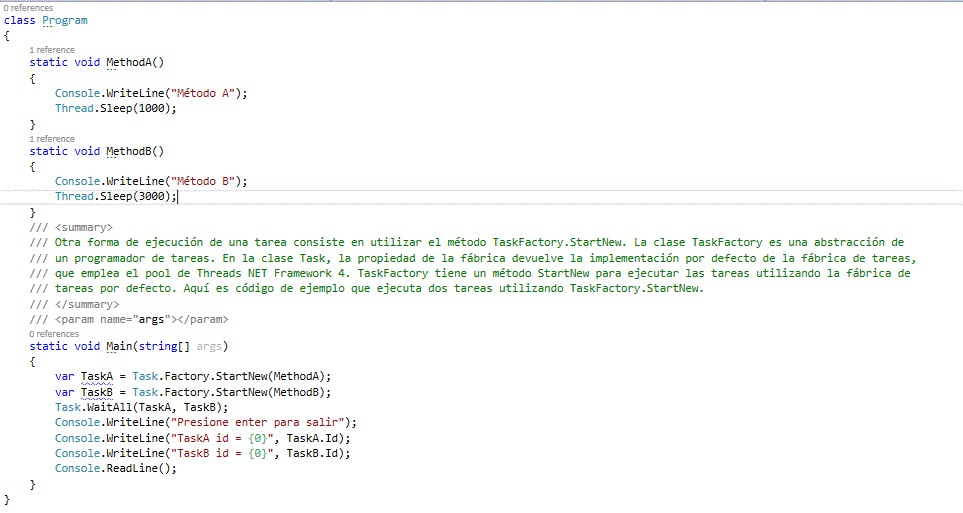 0 references
class Program
{
1 reference
static void MethodA()
{
Console.WriteLine("Método A");
Thread.Sleep(1000);
}
1 reference
static void MethodB()
{
Console.WriteLine("Método B");
Thread.Sleep(3000);
}
/// <summary>
/// Otra forma de ejecución de una tarea consiste en utilizar el método TaskFactory.StartNew. La clase TaskFactory es una abstracción de
/// un programador de tareas. En la clase Task, la propiedad de la fábrica devuelve la implementación por defecto de la fábrica de tareas,
/// que emplea el pool de Threads NET Framework 4. TaskFactory tiene un método StartNew para ejecutar las tareas utilizando la fábrica de
/// tareas por defecto. Aquí es código de ejemplo que ejecuta dos tareas utilizando TaskFactory.StartNew.
/// </summary>
/// <param name="args"></param>
0 references
static void Main(string[] args)
{
var TaskA = Task.Factory.StartNew(MethodA);
var TaskB = Task.Factory.StartNew(MethodB);
Task.WaitAll(TaskA, TaskB);
Console.WriteLine("Presione enter para salir");
Console.WriteLine("TaskA id = {0}", TaskA.Id);
Console.WriteLine("TaskB id = {0}", TaskB.Id);
Console.ReadLine();
}
}